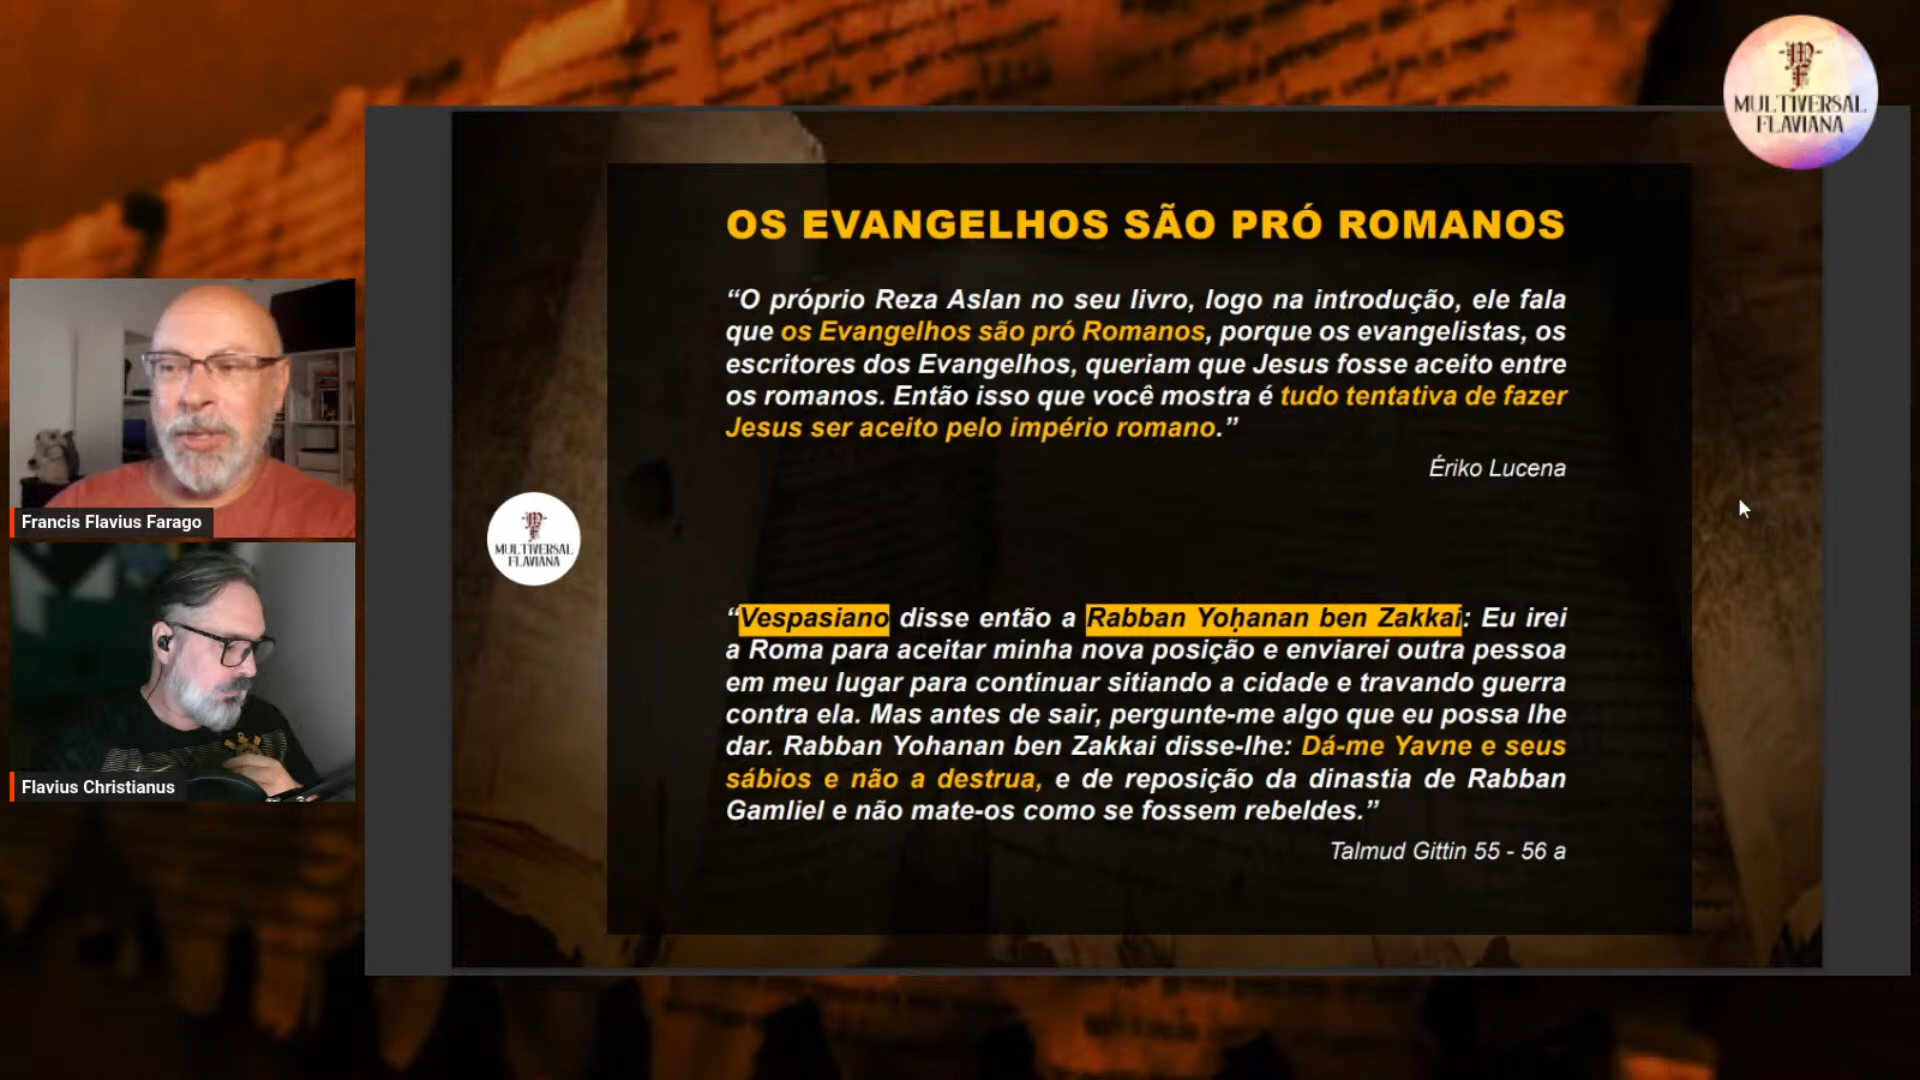 MULTIVERSAL
FLAVIANA
OS EVANGELHOS SÃO PRÓ ROMANOS
“O próprio Reza Aslan no seu livro, logo na introdução, ele fala
que os Evangelhos são pró Romanos, porque os evangelistas, os
escritores dos Evangelhos, queriam que Jesus fosse aceito entre
os romanos. Então isso que você mostra é tudo tentativa de fazer
Jesus ser aceito pelo império romano.”
Ériko Lucena
Francis Flavius Farago
MULTIVERSAL
FLAVIANA
“Vespasiano disse então a Rabban Yoḥanan ben Zakkai: Eu irei
a Roma para aceitar minha nova posição e enviarei outra pessoa
em meu lugar para continuar sitiando a cidade e travando guerra
contra ela. Mas antes de sair, pergunte-me algo que eu possa lhe
dar. Rabban Yohanan ben Zakkai disse-lhe: Dá-me Yavne e seus
sábios e não a destrua, e de reposição da dinastia de Rabban
Gamliel e não mate-os como se fossem rebeldes.”
Talmud Gittin 55 - 56 a
Flavius Christianus